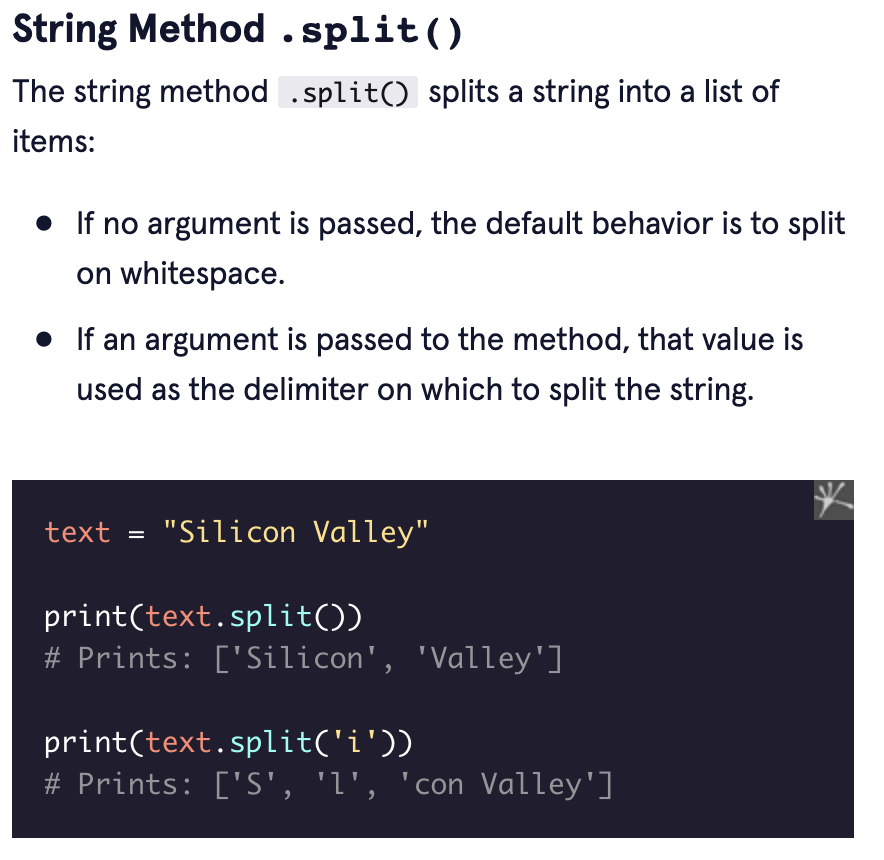 String Method .split()
The string method .split() splits a string into a list of
items:
● If no argument is passed, the default behavior is to split
on whitespace.
● If an argument is passed to the method, that value is
used as the delimiter on which to split the string.
text = "Silicon Valley"
print(text.split())
# Prints: ['Silicon', 'Valley']
print(text.split('i'))
# Prints: ['S', 'l', 'con Valley']